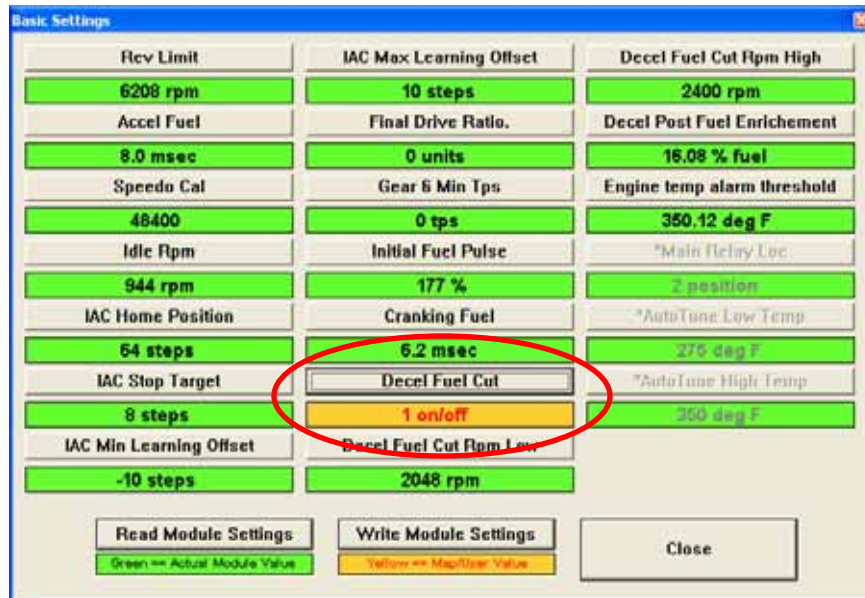 Basic Settings
Rev Limit
6208 rpm
Accel Fuel
8.0 msec
Speedo Cal
48400
Idle Rpm
944 rpm
IAC Home Position
64 steps
IAC Stop Target
8 steps
IAC Min Learning Offset
-10 steps
IAC Max Learning Offset
10 steps
Final Drive Ratio.
0 units
Gear 6 Min Tps
0 tps
Initial Fuel Pulse
177 %
Cranking Fuel
6.2 msec
Decel Fuel Cut
1 on/off
Decel Fuel Cut Rpm Low
2048 rpm
Decel Fuel Cut Rpm High
2400 rpm
Decel Post Fuel Enrichement
16.08 % fuel
Engine temp alarm threshold
350.12 deg F
*Main Relay Loc
2 position
*AutoTune Low Temp
275 deg F
*AutoTune High Temp
350 deg F
Read Module Settings
Green == Actual Module Value
Write Module Settings
Yellow == Map/User Value
Close